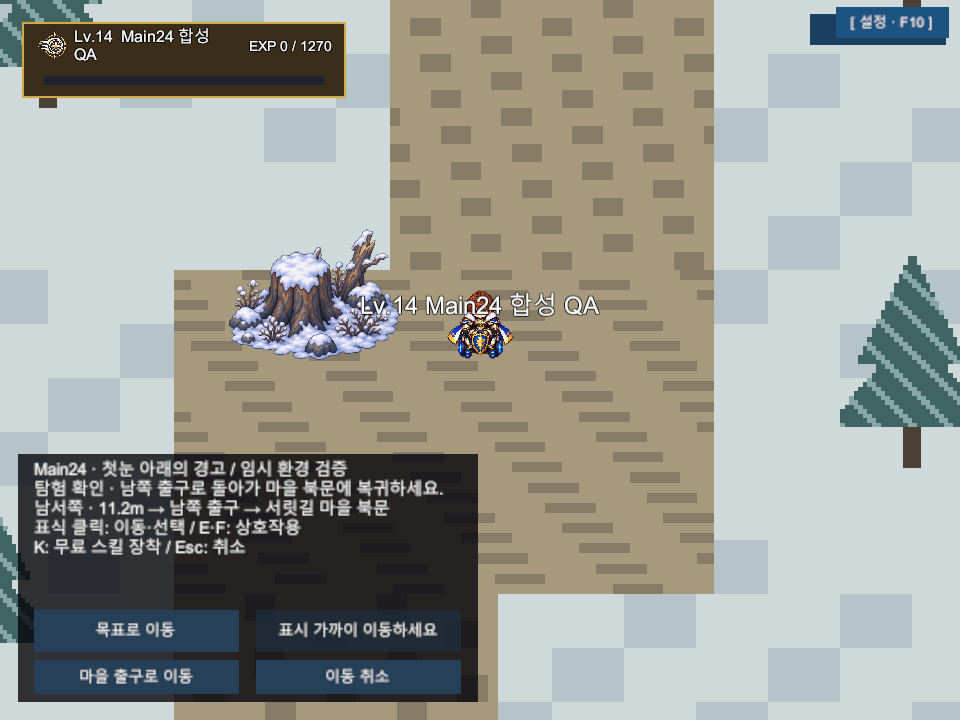 Lv.14 Main24 합성 QA
EXP 0 / 1270
[ 설정 · F10 ]
Lv.14 Main24 합성 QA
Main24 · 첫눈 아래의 경고 / 임시 환경 검증
탐험 확인 · 남쪽 출구로 돌아가 마을 북문에 복귀하세요.
남서쪽 · 11.2m → 남쪽 출구 → 서릿길 마을 북문
표식 클릭: 이동·선택 / E·F: 상호작용
K: 무료 스킬 장착 / Esc: 취소
목표로 이동
표시 가까이 이동하세요
마을 출구로 이동
이동 취소